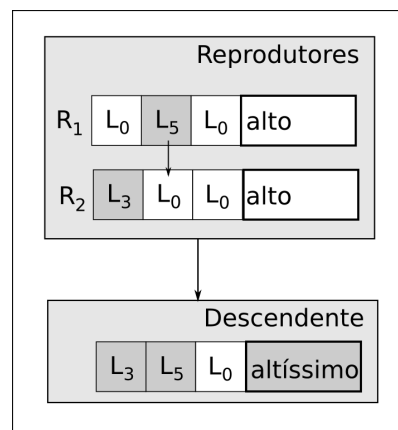 Reprodutores
R₁ L₀ L₅ L₀ alto
R₂ L₃ L₀ L₀ alto
Descendente
L₃ L₅ L₀ altíssimo